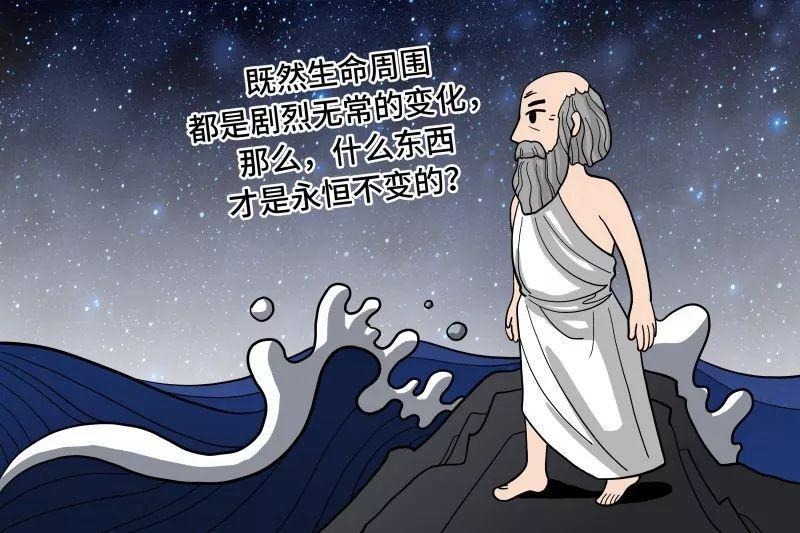 既然生命周围
都是剧烈无常的变化，
那么，什么东西
才是永恒不变的？